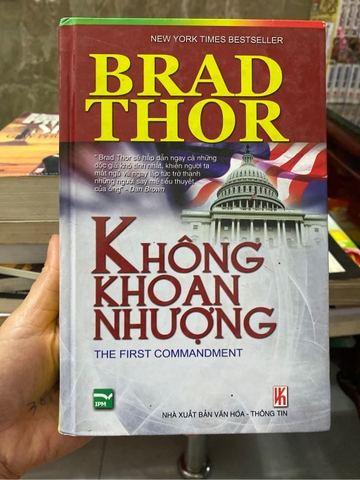 NEW YORK TIMES BESTSELLER
BRAD
THOR
" Brad Thor sẽ hấp dẫn ngay cả những
độc giả khó tính nhất, khiến người ta
mất ngủ và ngay lập tức trở thành
những người say mê tiểu thuyết
của ông" - Dan Brown
KHÔNG
KHOAN
NHƯỢNG
THE FIRST COMMANDMENT
IPM
NHÀ XUẤT BẢN VĂN HÓA - THÔNG TIN